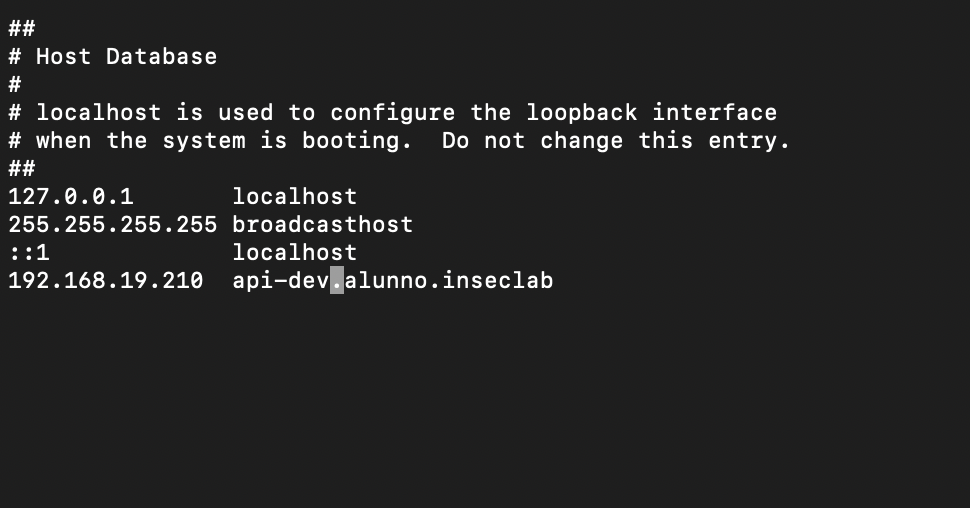 ##
# Host Database
#
# localhost is used to configure the loopback interface
# when the system is booting.  Do not change this entry.
##
127.0.0.1       localhost
255.255.255.255 broadcasthost
::1             localhost
192.168.19.210  api-dev.alunno.inseclab